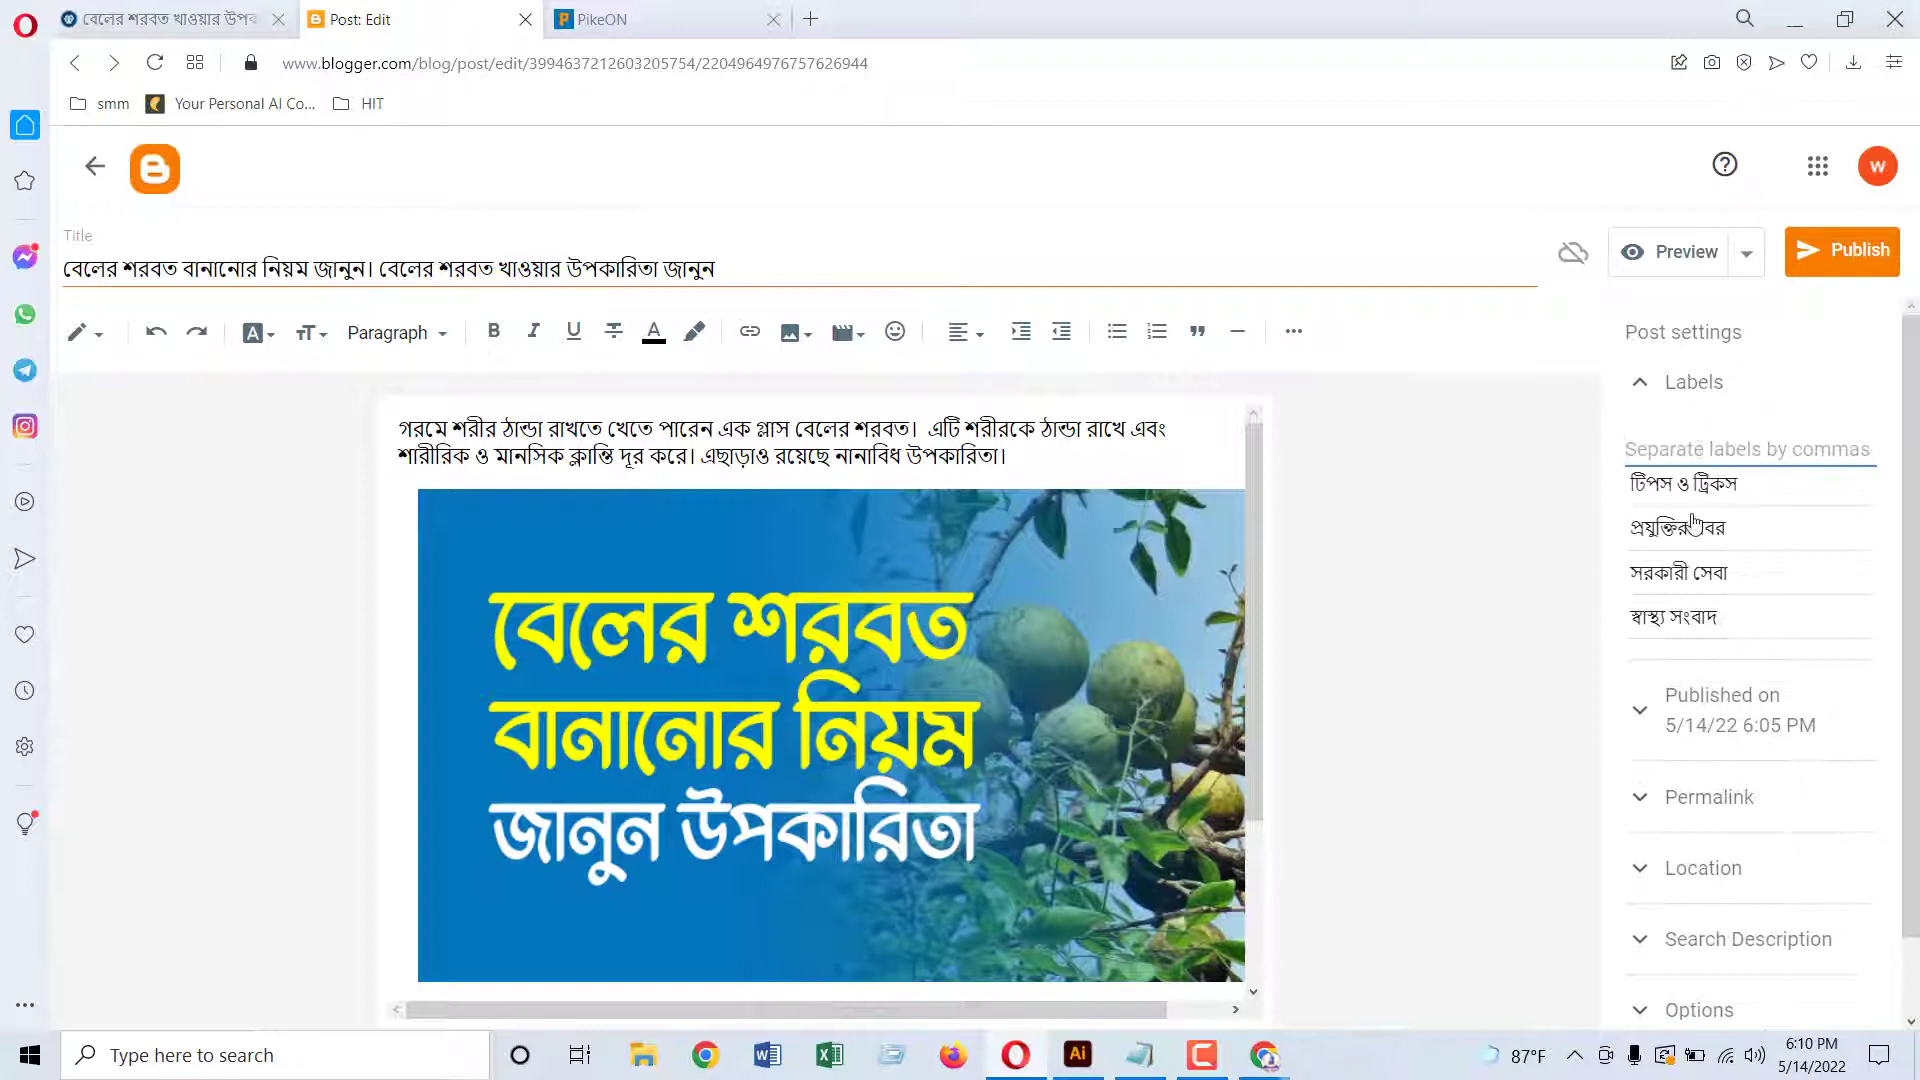 বেলের শরবত খাওয়ার উপ
Post: Edit
PikeON
www.blogger.com/blog/post/edit/3994637212603205754/2204964976757626944
smm
Your Personal AI Co...
HIT
W
Title
বেলের শরবত বানানোর নিয়ম জানুন। বেলের শরবত খাওয়ার উপকারিতা জানুন
Preview
Publish
Paragraph
Post settings
Labels
গরমে শরীর ঠান্ডা রাখতে খেতে পারেন এক গ্লাস বেলের শরবত।  এটি শরীরকে ঠান্ডা রাখে এবং
শারীরিক ও মানসিক ক্লান্তি দূর করে। এছাড়াও রয়েছে নানাবিধ উপকারিতা।
Separate labels by commas
টিপস ও ট্রিকস
প্রযুক্তির খবর
সরকারী সেবা
স্বাস্থ্য সংবাদ
বেলের শরবত
বানানোর নিয়ম
জানুন উপকারিতা
Published on
5/14/22 6:05 PM
Permalink
Location
Search Description
Options
Type here to search
Ai
87°F
6:10 PM
5/14/2022